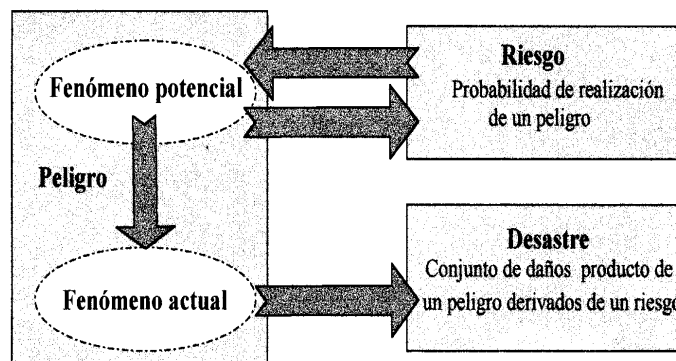 Fenómeno potencial
Peligro
Fenómeno actual
Riesgo
Probabilidad de realización
de un peligro
Desastre
Conjunto de daños producto de
un peligro derivados de un riesgo